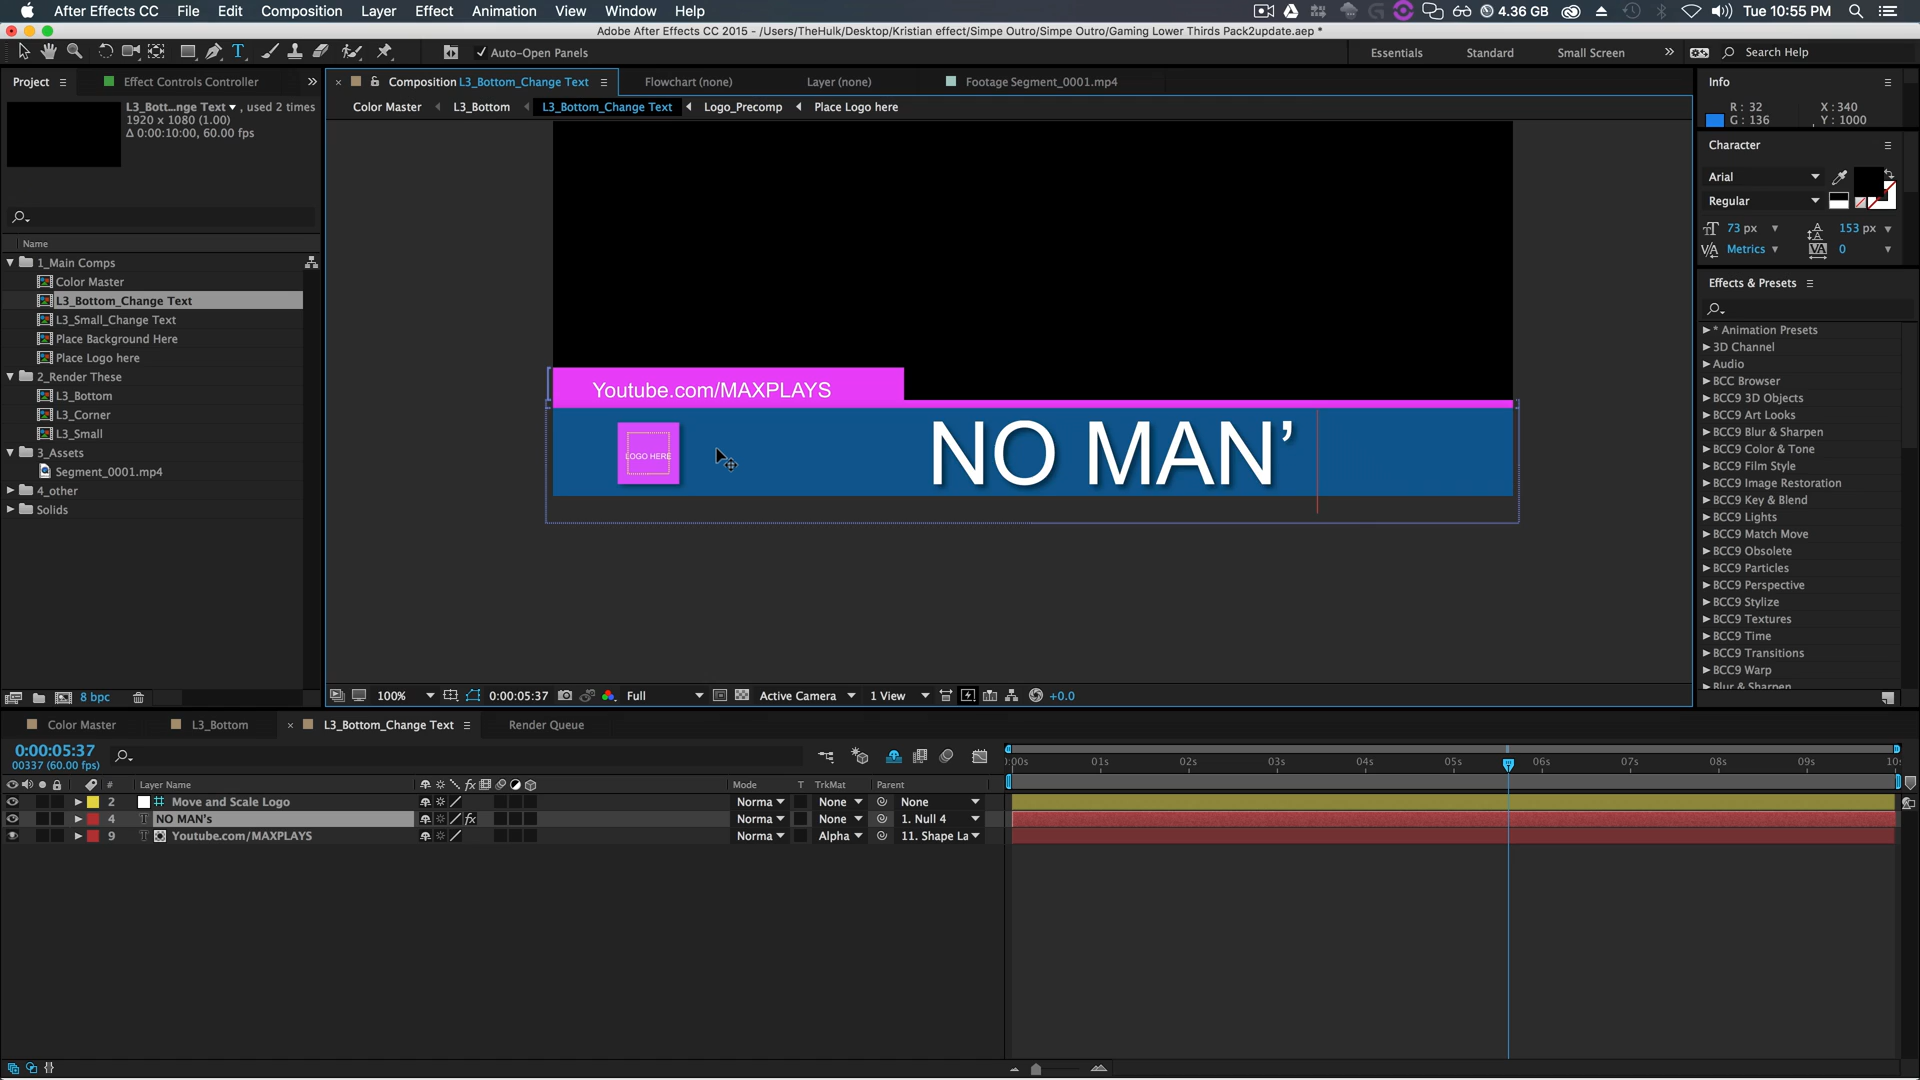 After Effects CC File Edit Composition Layer Effect Animation View Window Help 4.36 GB Tue 10:55 PM
Adobe After Effects CC 2015 - /Users/TheHulk/Desktop/Kristian effect/Simpe Outro/Simpe Outro/Gaming Lower Thirds Pack2update.aep *
Auto-Open Panels Essentials Standard Small Screen Search Help
Project Effect Controls Controller Composition L3_Bottom_Change Text Flowchart (none) Layer (none) Footage Segment_0001.mp4 Info
L3_Bott...nge Text , used 2 times
1920 x 1080 (1.00)
Δ 0:00:10:00, 60.00 fps
Color Master L3_Bottom L3_Bottom_Change Text Logo_Precomp Place Logo here
R : 32 X : 340
G : 136 Y : 1000
Character
Arial
Regular
73 px 153 px
Metrics 0
Name
1_Main Comps
Color Master
L3_Bottom_Change Text
L3_Small_Change Text
Place Background Here
Place Logo here
2_Render These
L3_Bottom
L3_Corner
L3_Small
3_Assets
Segment_0001.mp4
4_other
Solids
8 bpc
Youtube.com/MAXPLAYS
LOGO HERE
NO MAN’
Effects & Presets
* Animation Presets
3D Channel
Audio
BCC Browser
BCC9 3D Objects
BCC9 Art Looks
BCC9 Blur & Sharpen
BCC9 Color & Tone
BCC9 Film Style
BCC9 Image Restoration
BCC9 Key & Blend
BCC9 Lights
BCC9 Match Move
BCC9 Obsolete
BCC9 Particles
BCC9 Perspective
BCC9 Stylize
BCC9 Textures
BCC9 Time
BCC9 Transitions
BCC9 Warp
Blur & Sharpen
100% 0:00:05:37 Full Active Camera 1 View +0.0
Color Master L3_Bottom L3_Bottom_Change Text Render Queue
0:00:05:37
00337 (60.00 fps)
:00s 01s 02s 03s 04s 05s 06s 07s 08s 09s 10s
# Layer Name Mode T TrkMat Parent
2 Move and Scale Logo Norma None None
4 NO MAN's Norma None 1. Null 4
9 Youtube.com/MAXPLAYS Norma Alpha 11. Shape La